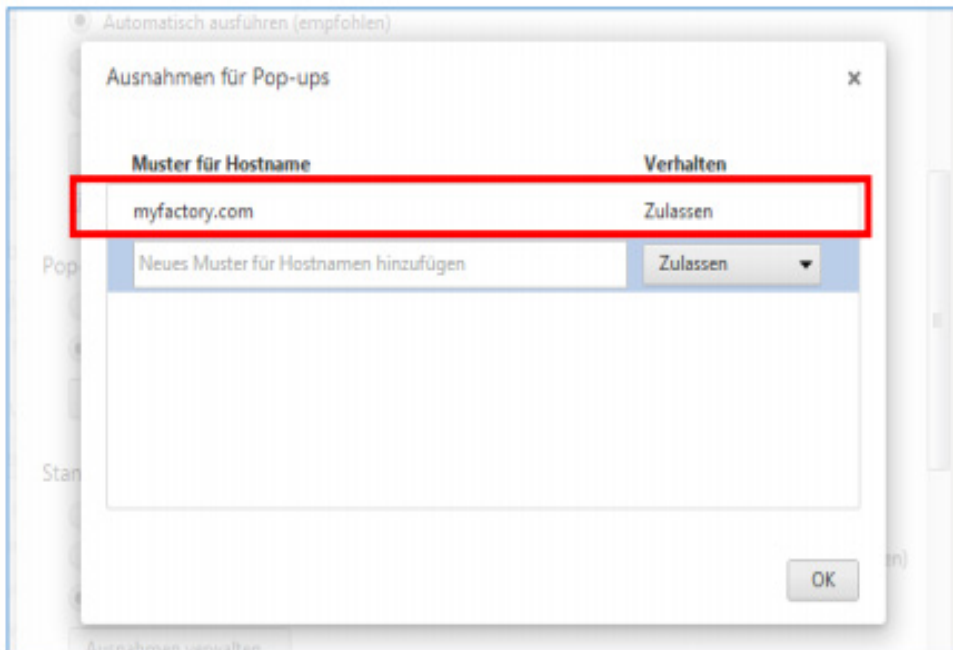 Automatisch ausführen (empfohlen)
Ausnahmen für Pop-ups
×
Muster für Hostname Verhalten
myfactory.com Zulassen
Pop-
Neues Muster für Hostnamen hinzufügen Zulassen
Stan
en)
OK
Ausnahmen verwalten...